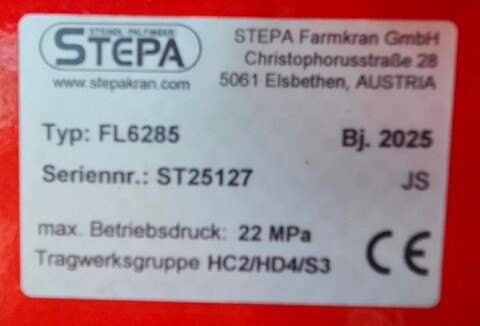 STEINDL PALFINGER
STEPA
www.stepakran.com
STEPA Farmkran GmbH
Christophorusstraße 28
5061 Elsbethen, AUSTRIA
Typ: FL6285
Bj. 2025
Seriennr.: ST25127
JS
max. Betriebsdruck: 22 MPa
Tragwerksgruppe HC2/HD4/S3
CE